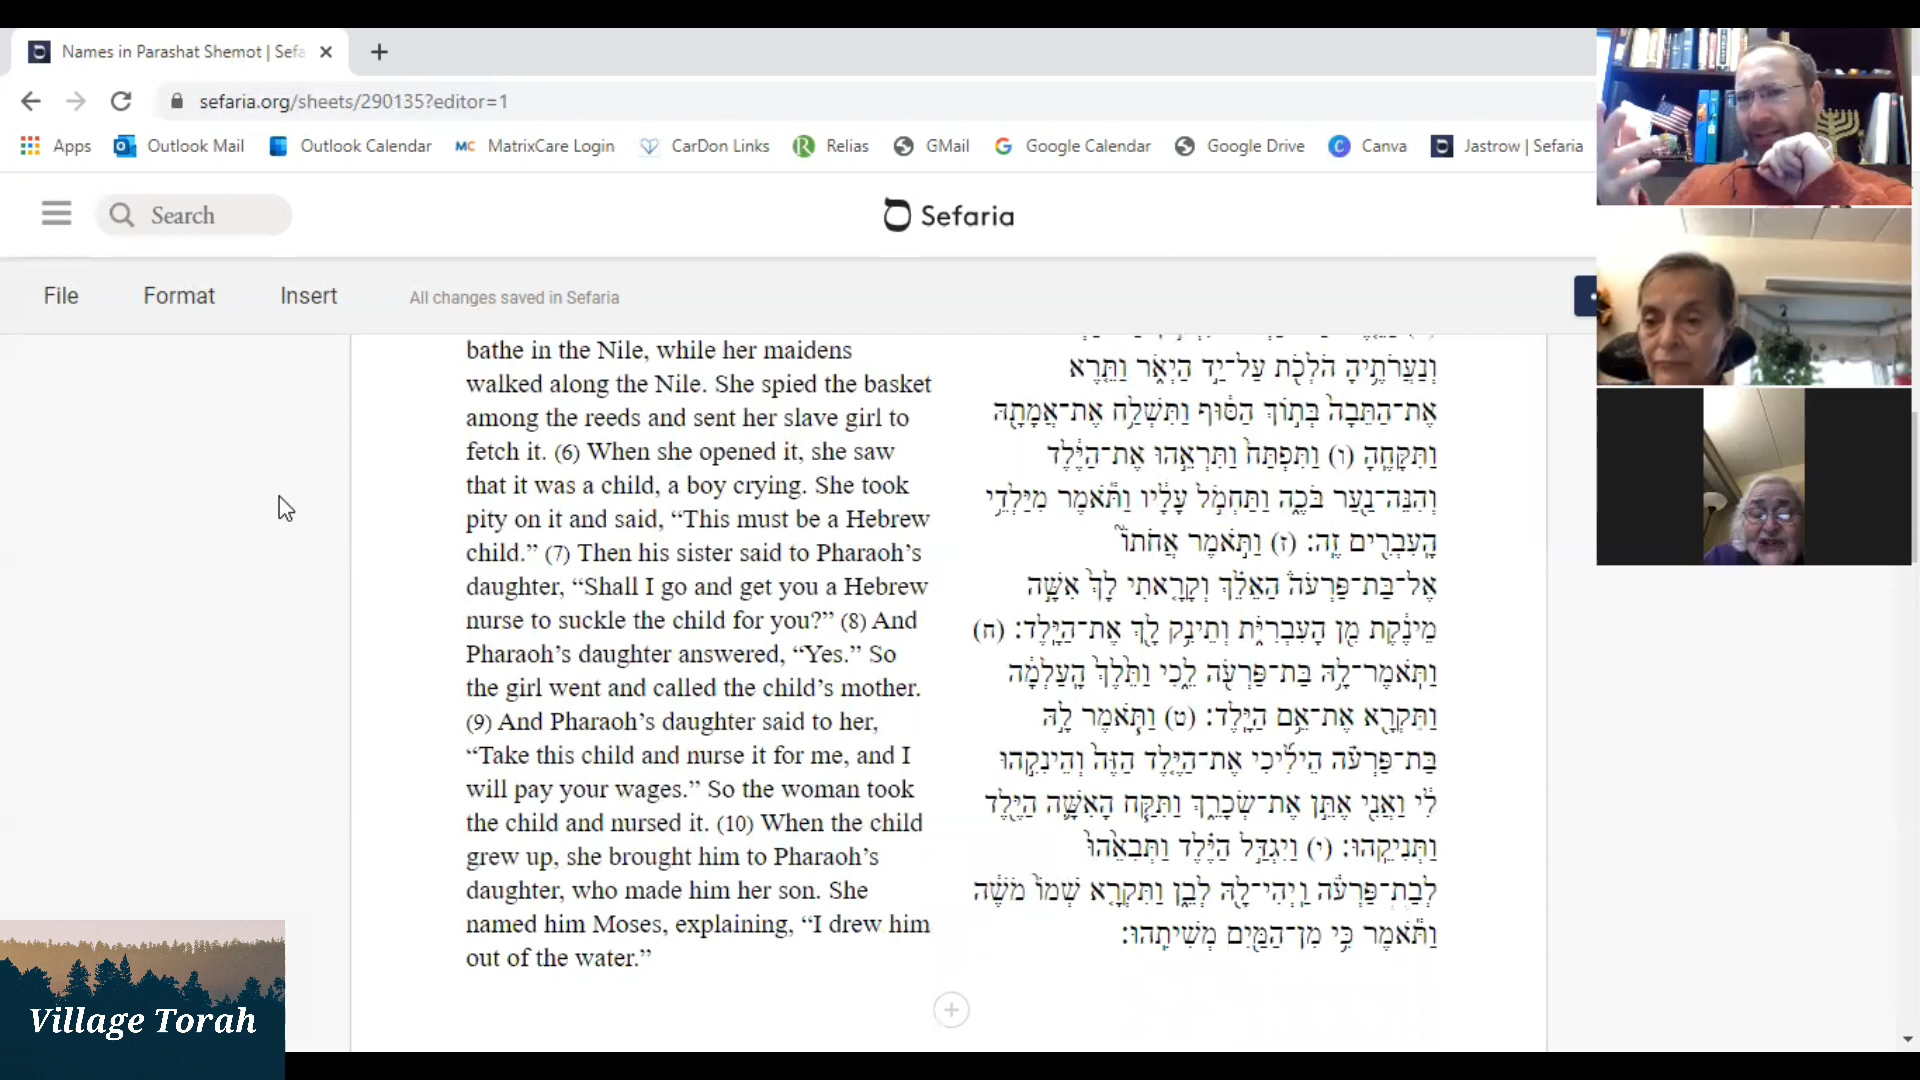 Names in Parashat Shemot | Sefa
sefaria.org/sheets/290135?editor=1
Apps Outlook Mail Outlook Calendar MC MatrixCare Login CarDon Links Relias GMail Google Calendar Google Drive Canva Jastrow | Sefaria
Search
Sefaria
File Format Insert All changes saved in Sefaria
bathe in the Nile, while her maidens
walked along the Nile. She spied the basket
among the reeds and sent her slave girl to
fetch it. (6) When she opened it, she saw
that it was a child, a boy crying. She took
pity on it and said, “This must be a Hebrew
child.” (7) Then his sister said to Pharaoh’s
daughter, “Shall I go and get you a Hebrew
nurse to suckle the child for you?” (8) And
Pharaoh’s daughter answered, “Yes.” So
the girl went and called the child’s mother.
(9) And Pharaoh’s daughter said to her,
“Take this child and nurse it for me, and I
will pay your wages.” So the woman took
the child and nursed it. (10) When the child
grew up, she brought him to Pharaoh’s
daughter, who made him her son. She
named him Moses, explaining, “I drew him
out of the water.”
וְנַעֲרֹתֶ֥יהָ הֹלְכֹ֖ת עַל־יַ֣ד הַיְאֹ֑ר וַתֵּ֤רֶא
אֶת־הַתֵּבָה֙ בְּת֣וֹךְ הַסּ֔וּף וַתִּשְׁלַ֥ח אֶת־אֲמָתָ֖הּ
וַתִּקָּחֶֽהָ׃ (ו) וַתִּפְתַּח֙ וַתִּרְאֵ֣הוּ אֶת־הַיֶּ֔לֶד
וְהִנֵּה־נַ֖עַר בֹּכֶ֑ה וַתַּחְמֹ֣ל עָלָ֔יו וַתֹּ֕אמֶר מִיַּלְדֵ֥י
הָֽעִבְרִ֖ים זֶֽה׃ (ז) וַתֹּ֣אמֶר אֲחֹתוֹ֮
אֶל־בַּת־פַּרְעֹה֒ הַאֵלֵ֗ךְ וְקָרָ֤אתִי לָךְ֙ אִשָּׁ֣ה
מֵינֶ֔קֶת מִ֖ן הָעִבְרִיֹּ֑ת וְתֵינִ֥ק לָ֖ךְ אֶת־הַיָּֽלֶד׃ (ח)
וַתֹּֽאמֶר־לָ֥הּ בַּת־פַּרְעֹ֖ה לֵ֑כִי וַתֵּ֙לֶךְ֙ הָֽעַלְמָ֔ה
וַתִּקְרָ֖א אֶת־אֵ֥ם הַיָּֽלֶד׃ (ט) וַתֹּ֧אמֶר לָ֣הּ
בַּת־פַּרְעֹ֗ה הֵילִ֜יכִי אֶת־הַיֶּ֤לֶד הַזֶּה֙ וְהֵינִקִ֣הוּ
לִ֔י וַאֲנִ֖י אֶתֵּ֣ן אֶת־שְׂכָרֵ֑ךְ וַתִּקַּ֧ח הָאִשָּׁ֛ה הַיֶּ֖לֶד
וַתְּנִיקֵֽהוּ׃ (י) וַיִגְדַּ֣ל הַיֶּ֗לֶד וַתְּבִאֵ֙הוּ֙
לְבַת־פַּרְעֹ֔ה וַֽיְהִי־לָ֖הּ לְבֵ֑ן וַתִּקְרָ֤א שְׁמוֹ֙ מֹשֶׁ֔ה
וַתֹּ֕אמֶר כִּ֥י מִן־הַמַּ֖יִם מְשִׁיתִֽהוּ׃
Village Torah